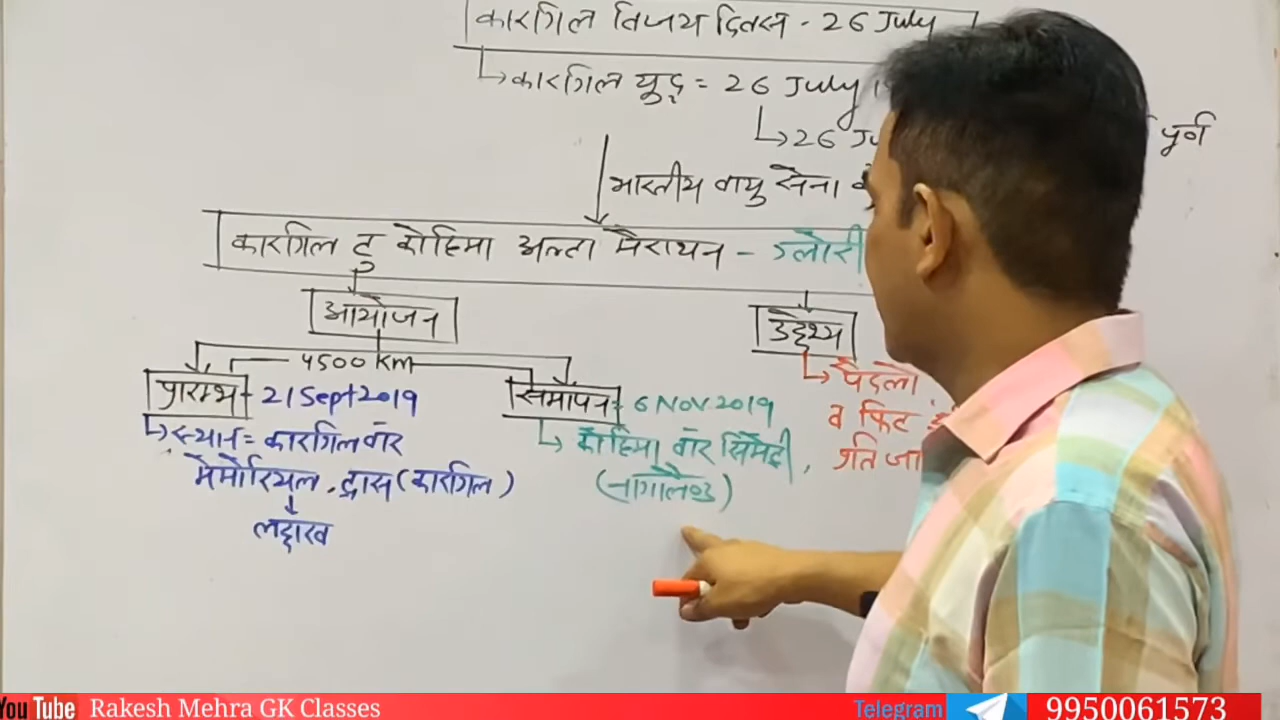 कारगिल विजय दिवस - 26 July
कारगिल युद्ध = 26 July
26 पूर्व
भारतीय वायु सेना
कारगिल टु कोहिमा अल्टा मैराथन - ग्लोरी
आयोजन
उद्देश्य
4500 Km
प्रारम्भ - 21 Sept 2019
समापन = 6 Nov. 2019
स्थान = कारगिल वॉर
मेमोरियल, द्रास (कारगिल)
लद्दाख
कोहिमा वॉर सिमेट्री,
(नागालैण्ड)
पैदलो
व फिट
प्रति जा
YouTube Rakesh Mehra GK Classes
Telegram 9950061573